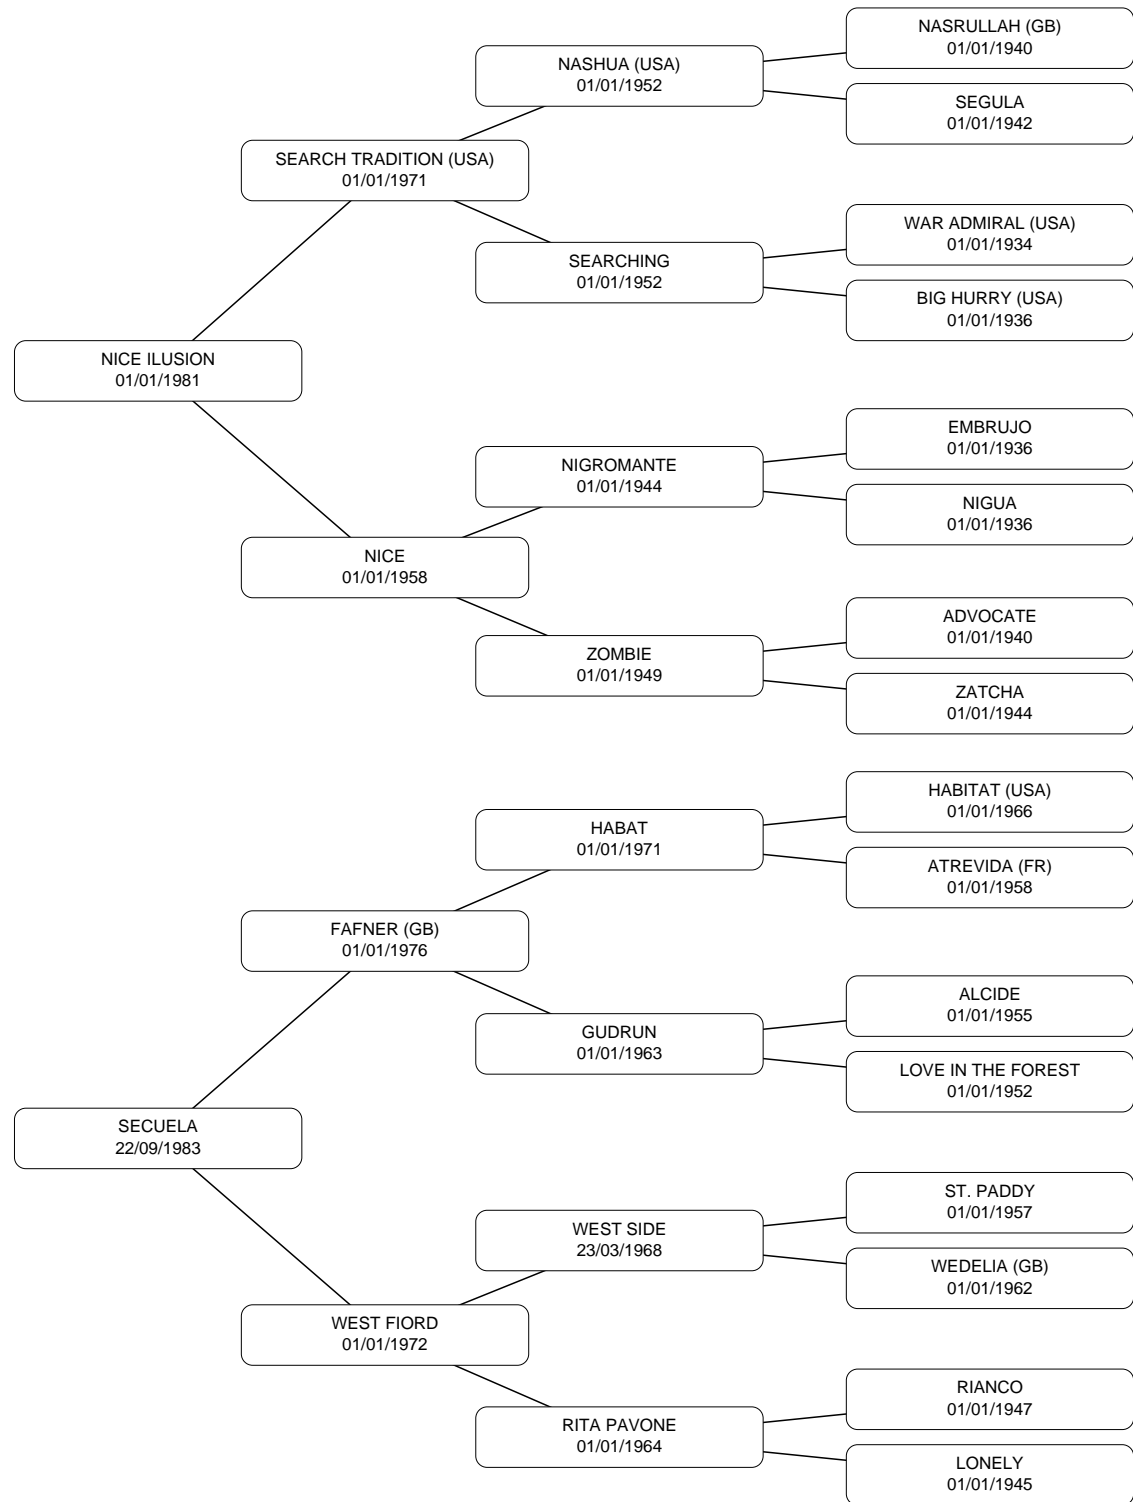 NASRULLAH (GB)
01/01/1940
NASHUA (USA)
01/01/1952
SEGULA
01/01/1942
SEARCH TRADITION (USA)
01/01/1971
WAR ADMIRAL (USA)
01/01/1934
SEARCHING
01/01/1952
BIG HURRY (USA)
01/01/1936
NICE ILUSION
01/01/1981
EMBRUJO
01/01/1936
NIGROMANTE
01/01/1944
NIGUA
01/01/1936
NICE
01/01/1958
ADVOCATE
01/01/1940
ZOMBIE
01/01/1949
ZATCHA
01/01/1944
HABITAT (USA)
01/01/1966
HABAT
01/01/1971
ATREVIDA (FR)
01/01/1958
FAFNER (GB)
01/01/1976
ALCIDE
01/01/1955
GUDRUN
01/01/1963
LOVE IN THE FOREST
01/01/1952
SECUELA
22/09/1983
ST. PADDY
01/01/1957
WEST SIDE
23/03/1968
WEDELIA (GB)
01/01/1962
WEST FIORD
01/01/1972
RIANCO
01/01/1947
RITA PAVONE
01/01/1964
LONELY
01/01/1945